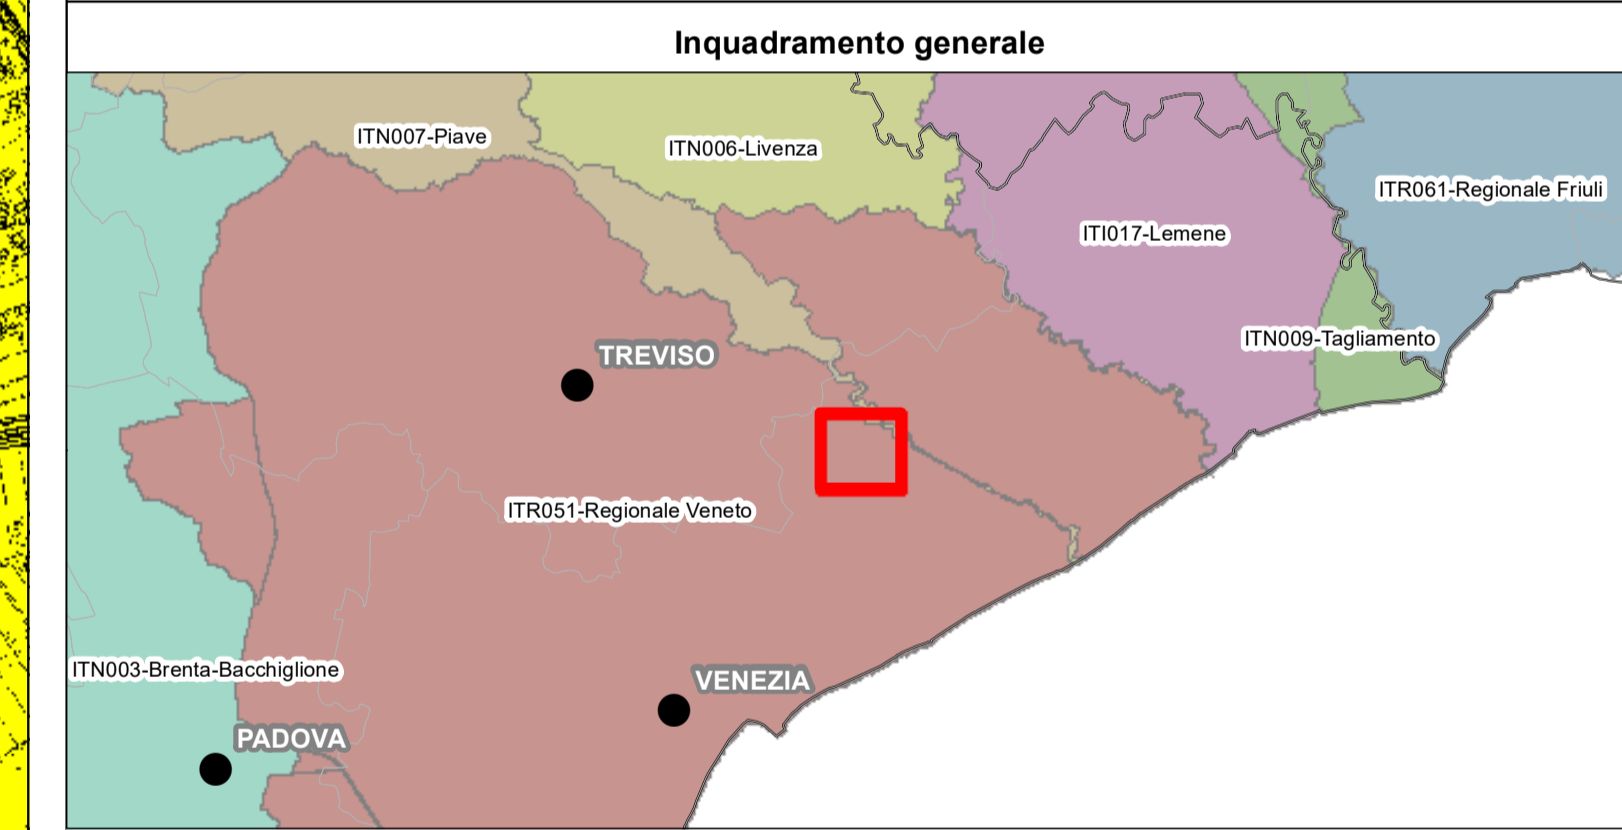 Inquadramento generale
ITN007-Piave
ITN006-Livenza
ITR061-Regionale Friuli
ITI017-Lemene
ITN009-Tagliamento
TREVISO
ITR051-Regionale Veneto
ITN003-Brenta-Bacchiglione
VENEZIA
PADOVA